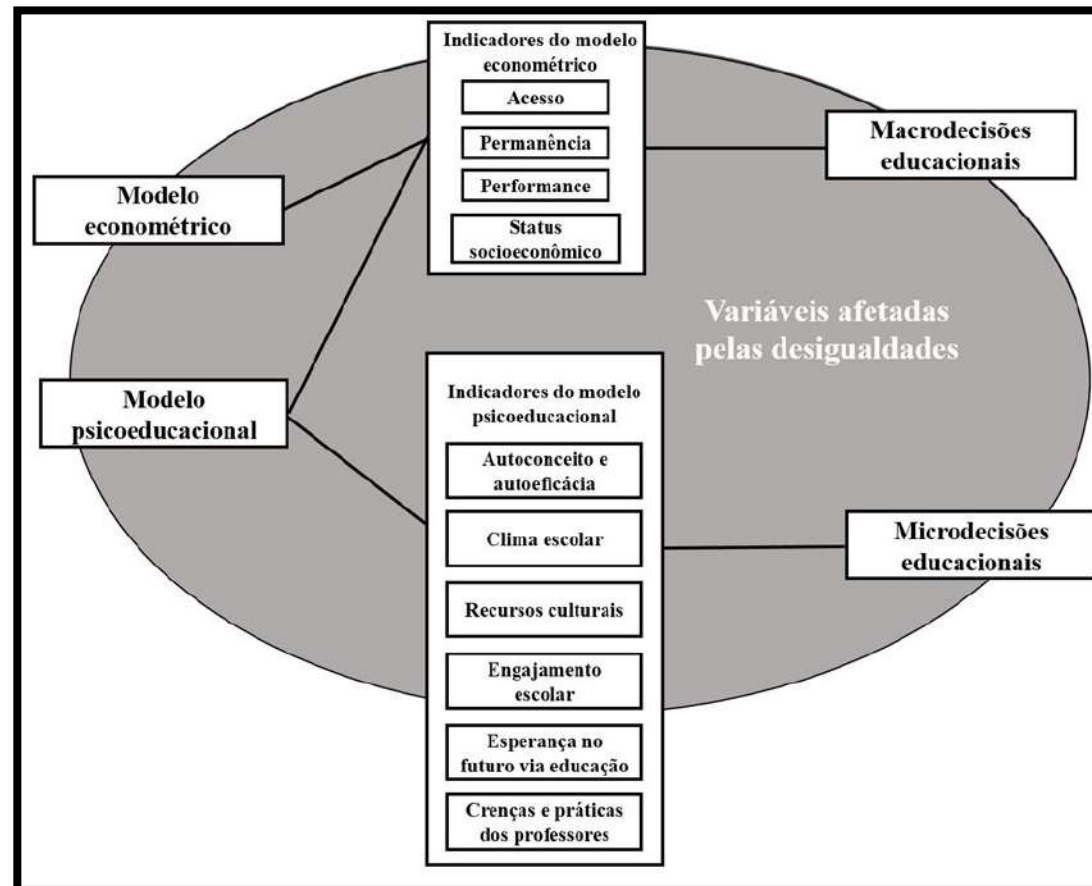 Indicadores do modelo
econométrico
Acesso
Permanência
Performance
Status
socioeconômico
Macrodecisões
educacionais
Modelo
econométrico
Variáveis afetadas
pelas desigualdades
Modelo
psicoeducacional
Indicadores do modelo
psicoeducacional
Autoconceito e
autoeficácia
Clima escolar
Recursos culturais
Engajamento
escolar
Esperança no
futuro via educação
Crenças e práticas
dos professores
Microdecisões
educacionais